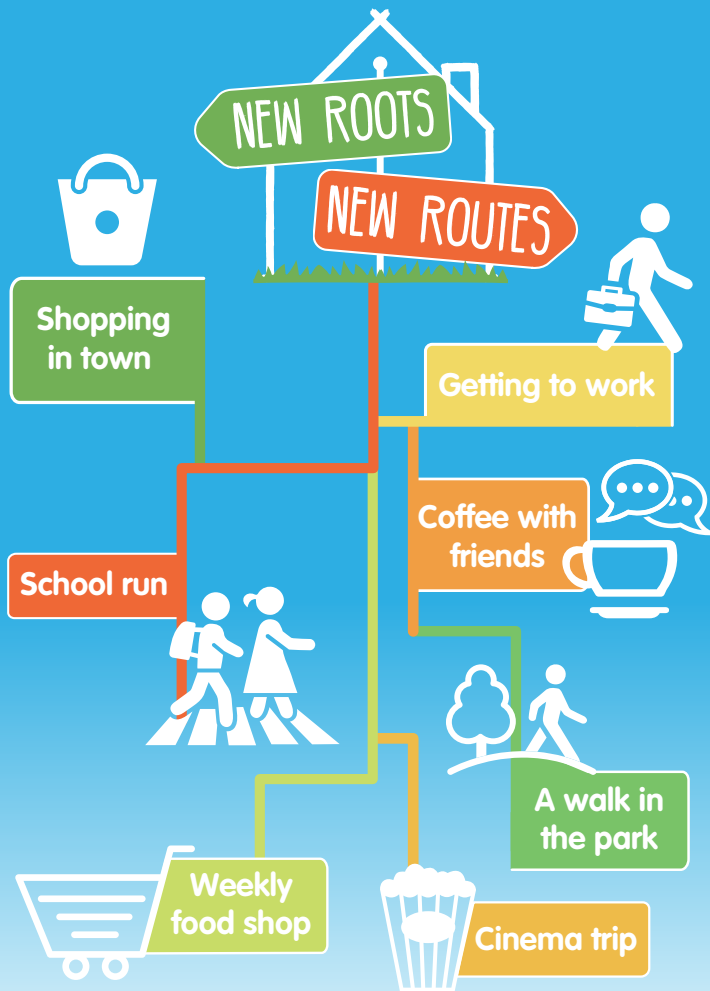 NEW ROOTS
NEW ROUTES
Shopping
in town
Getting to work
Coffee with
friends
School run
A walk in
the park
Weekly
food shop
Cinema trip